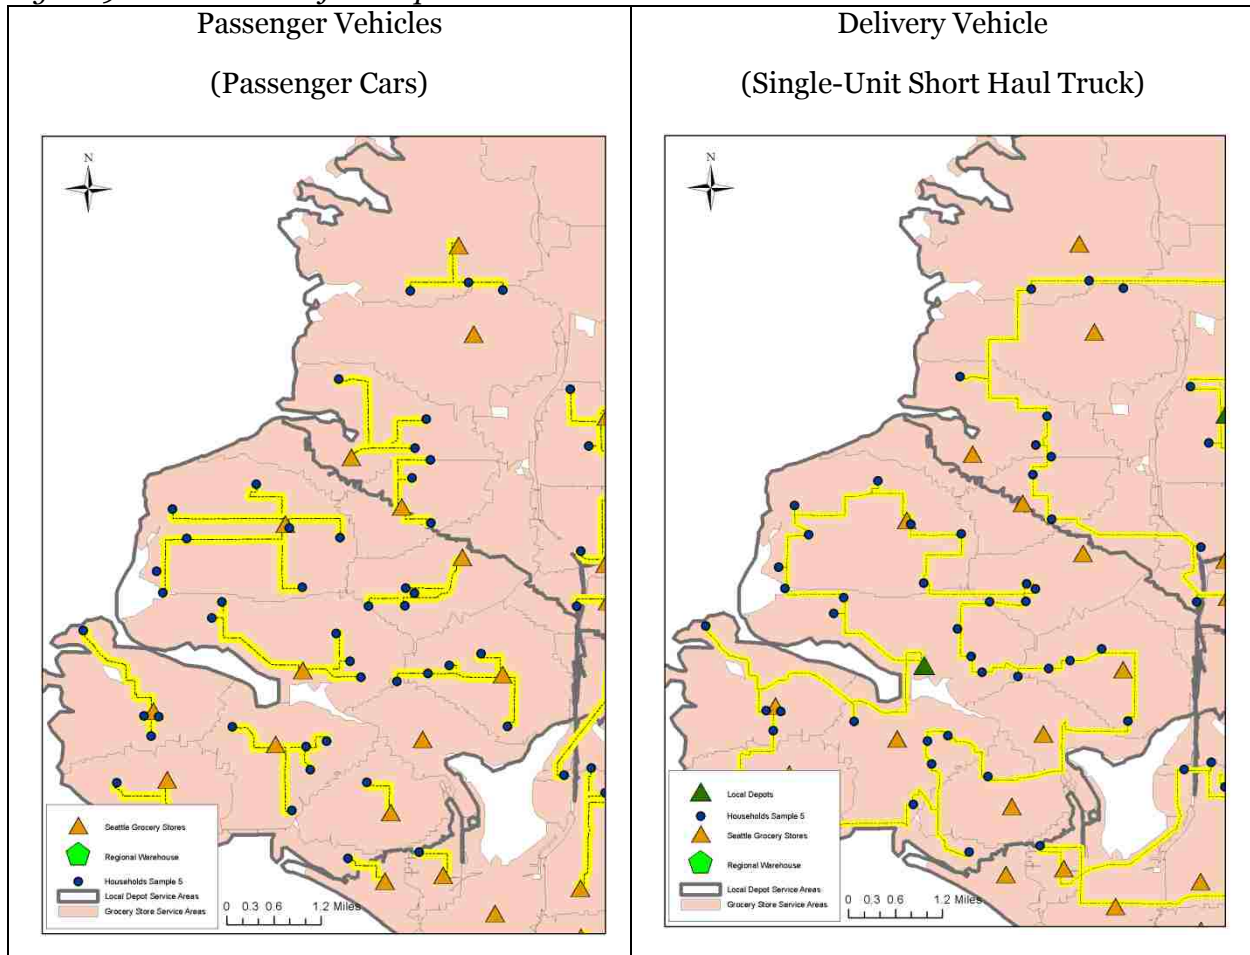 Passenger Vehicles
(Passenger Cars)
N
Seattle Grocery Stores
Regional Warehouse
Households Sample 5
Local Depot Service Areas
Grocery Store Service Areas
0 0.3 0.6 1.2 Miles
Delivery Vehicle
(Single-Unit Short Haul Truck)
N
Local Depots
Households Sample 5
Seattle Grocery Stores
Regional Warehouse
Local Depot Service Areas
Grocery Store Service Areas
0 0.3 0.6 1.2 Miles